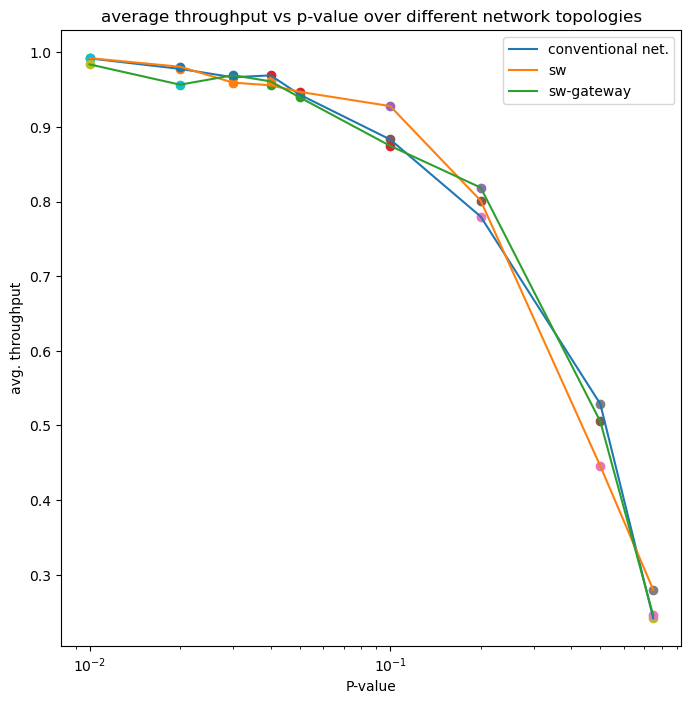 average throughput vs p-value over different network topologies
conventional net.
sw
sw-gateway
1.0
0.9
0.8
0.7
0.6
0.5
0.4
0.3
avg. throughput
10⁻²
10⁻¹
P-value